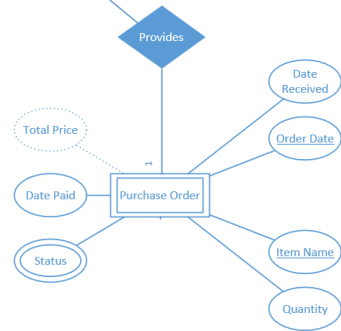 Provides
Date
Received
Total Price
Order Date
1
Date Paid
Purchase Order
Status
Item Name
Quantity